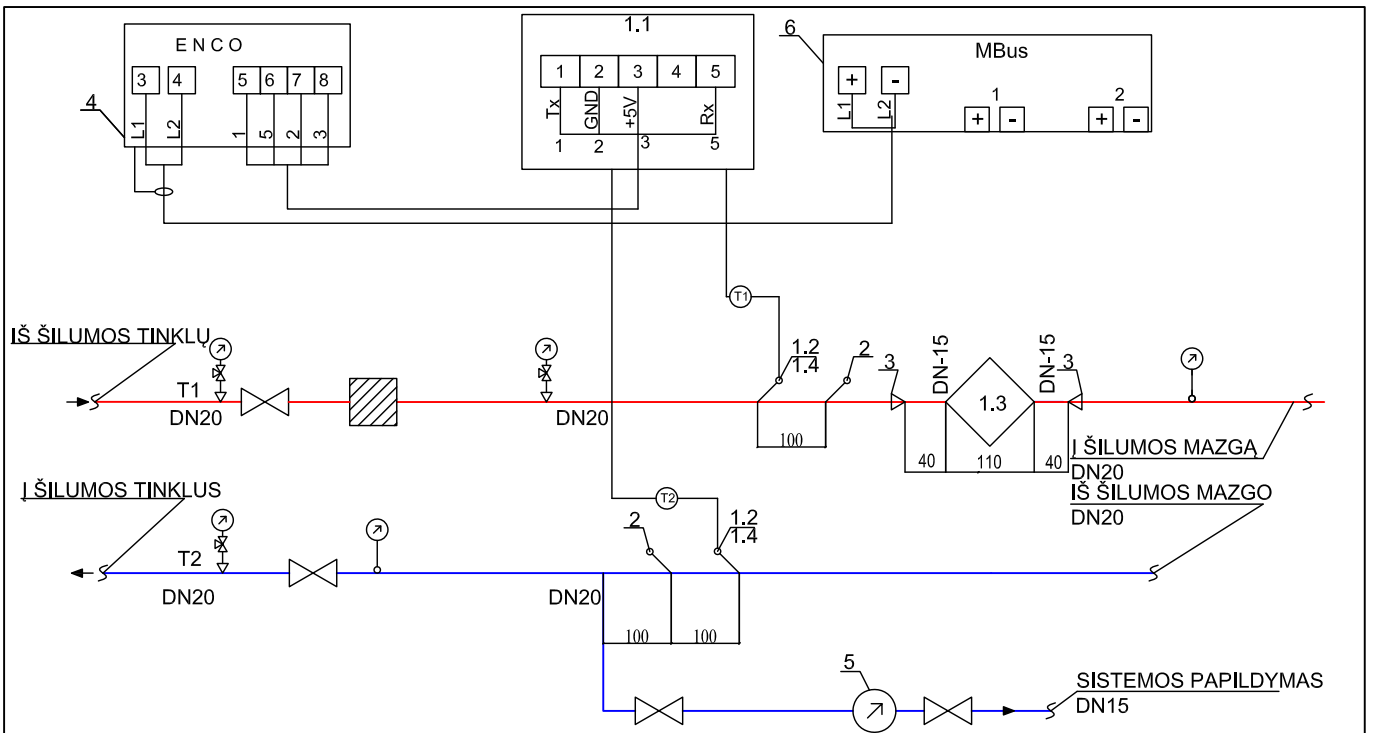 ENCO
3 4 5 6 7 8
L1 L2 1 5 2 3
4
1.1
1 2 3 4 5
Tx GND +5V Rx
1 2 3 5
6
MBus
+ -
L1 L2
1 2
+ - + -
T1
IŠ ŠILUMOS TINKLŲ
T1
DN20
DN20
1.2
1.4
2
100
3
DN-15
1.3
DN-15
3
40 110 40
Į ŠILUMOS MAZGĄ
DN20
IŠ ŠILUMOS MAZGO
DN20
Į ŠILUMOS TINKLUS
T2
DN20
T2
2
1.2
1.4
DN20
100 100
5
SISTEMOS PAPILDYMAS
DN15